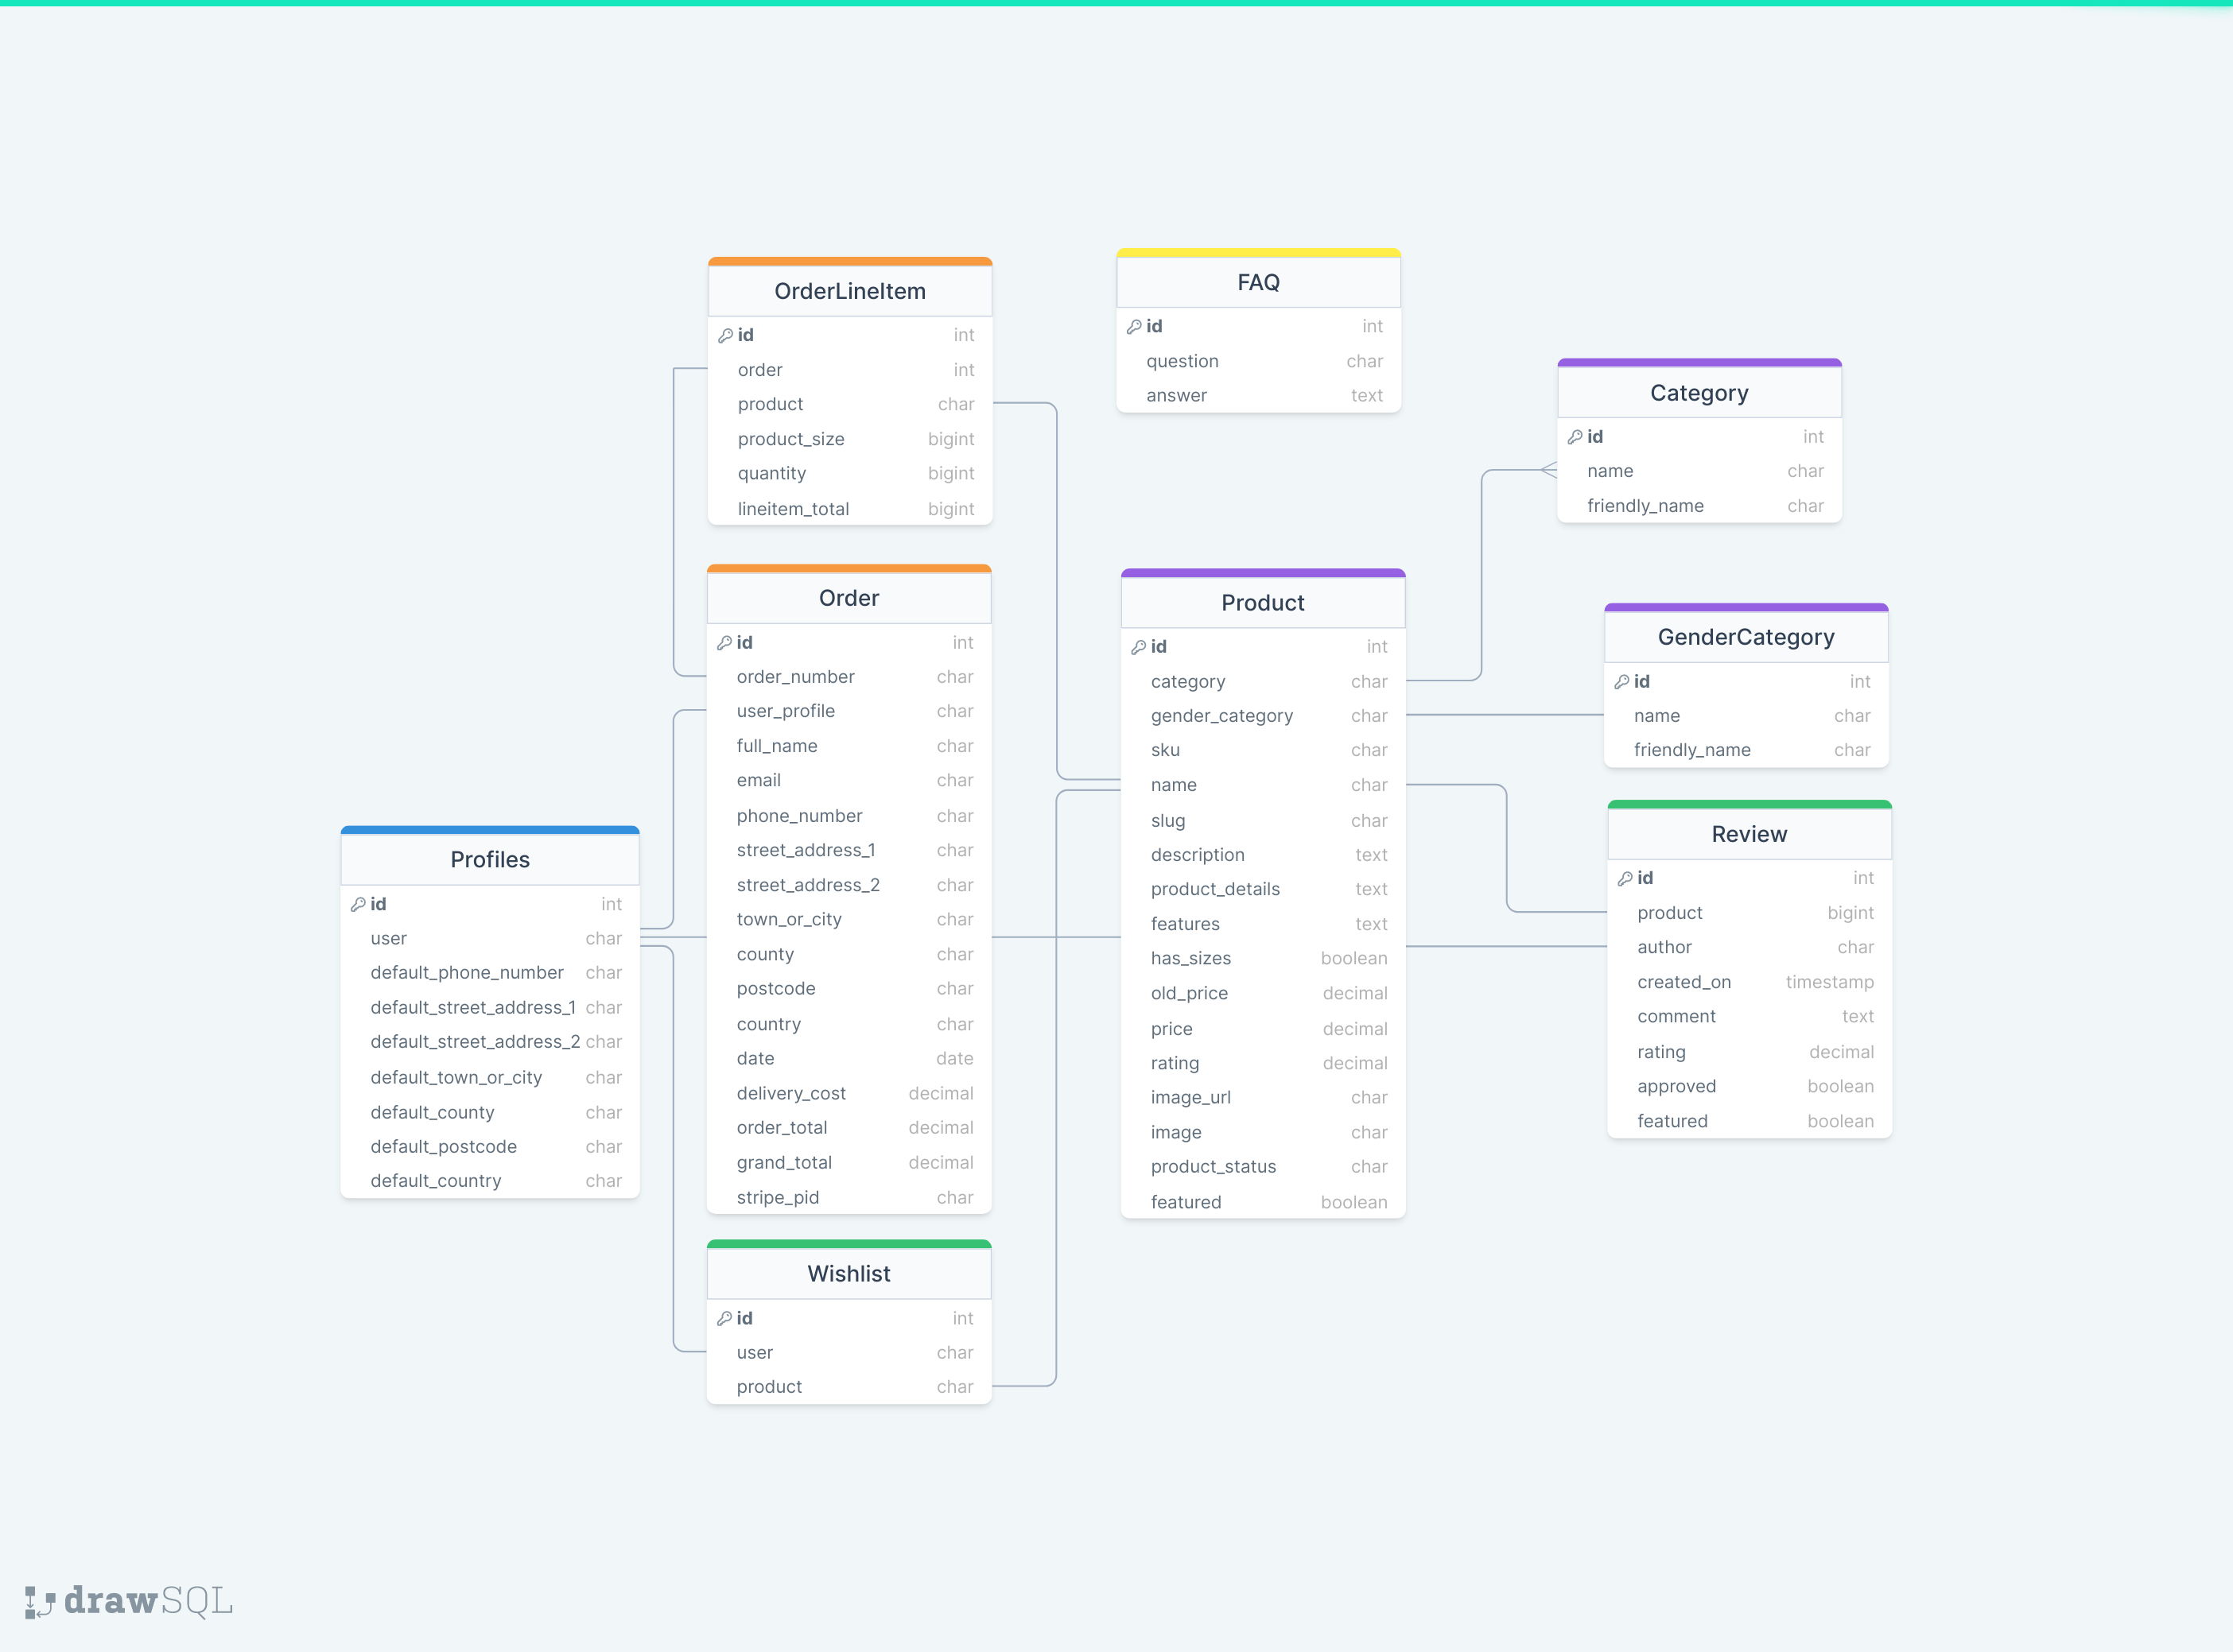 OrderLineItem
id int
order int
product char
product_size bigint
quantity bigint
lineitem_total bigint
FAQ
id int
question char
answer text
Category
id int
name char
friendly_name char
Order
id int
order_number char
user_profile char
full_name char
email char
phone_number char
street_address_1 char
street_address_2 char
town_or_city char
county char
postcode char
country char
date date
delivery_cost decimal
order_total decimal
grand_total decimal
stripe_pid char
Product
id int
category char
gender_category char
sku char
name char
slug char
description text
product_details text
features text
has_sizes boolean
old_price decimal
price decimal
rating decimal
image_url char
image char
product_status char
featured boolean
GenderCategory
id int
name char
friendly_name char
Review
id int
product bigint
author char
created_on timestamp
comment text
rating decimal
approved boolean
featured boolean
Profiles
id int
user char
default_phone_number char
default_street_address_1 char
default_street_address_2 char
default_town_or_city char
default_county char
default_postcode char
default_country char
Wishlist
id int
user char
product char
drawSQL